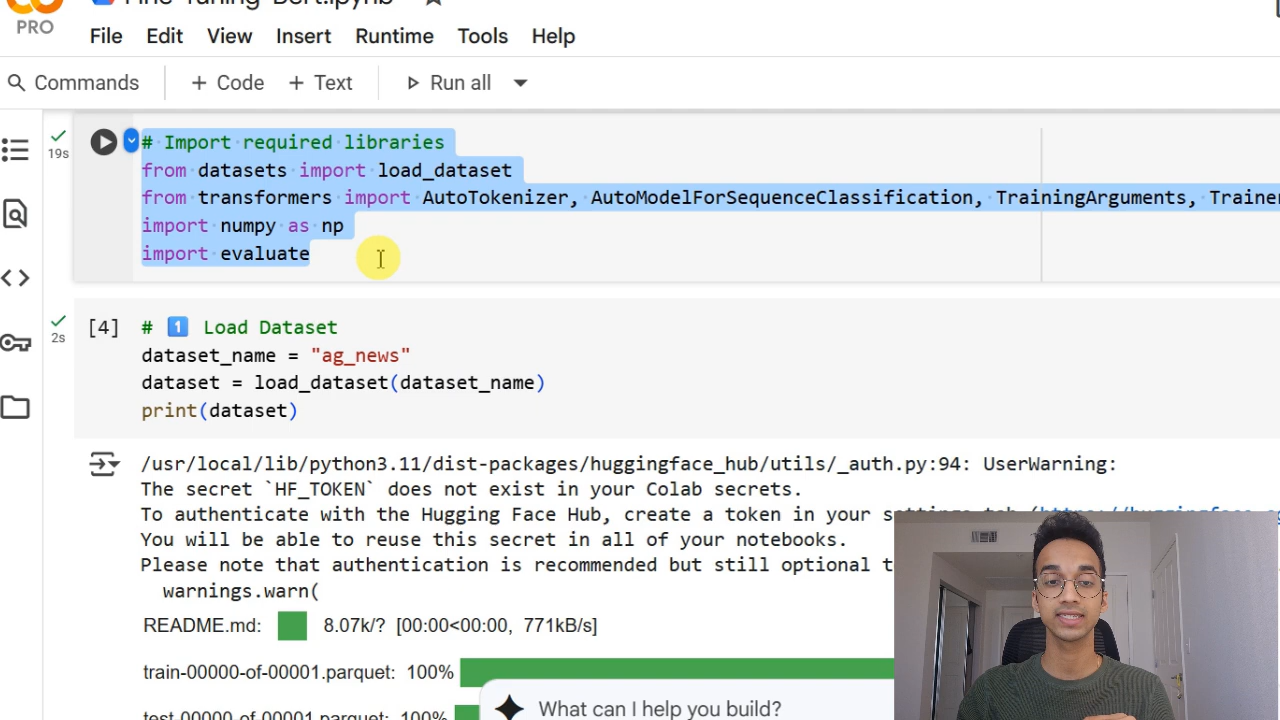 PRO
File Edit View Insert Runtime Tools Help
Commands + Code + Text Run all
19s
# Import required libraries
from datasets import load_dataset
from transformers import AutoTokenizer, AutoModelForSequenceClassification, TrainingArguments,
import numpy as np
import evaluate
2s
[4] # 1️⃣ Load Dataset
dataset_name = "ag_news"
dataset = load_dataset(dataset_name)
print(dataset)
/usr/local/lib/python3.11/dist-packages/huggingface_hub/utils/_auth.py:94: UserWarning:
The secret `HF_TOKEN` does not exist in your Colab secrets.
To authenticate with the Hugging Face Hub, create a token in your
You will be able to reuse this secret in all of your notebooks.
Please note that authentication is recommended but still optional
warnings.warn(
README.md: 8.07k/? [00:00<00:00, 771kB/s]
train-00000-of-00001.parquet: 100%
test-00000-of-00001.parquet: 100%
What can I help you build?